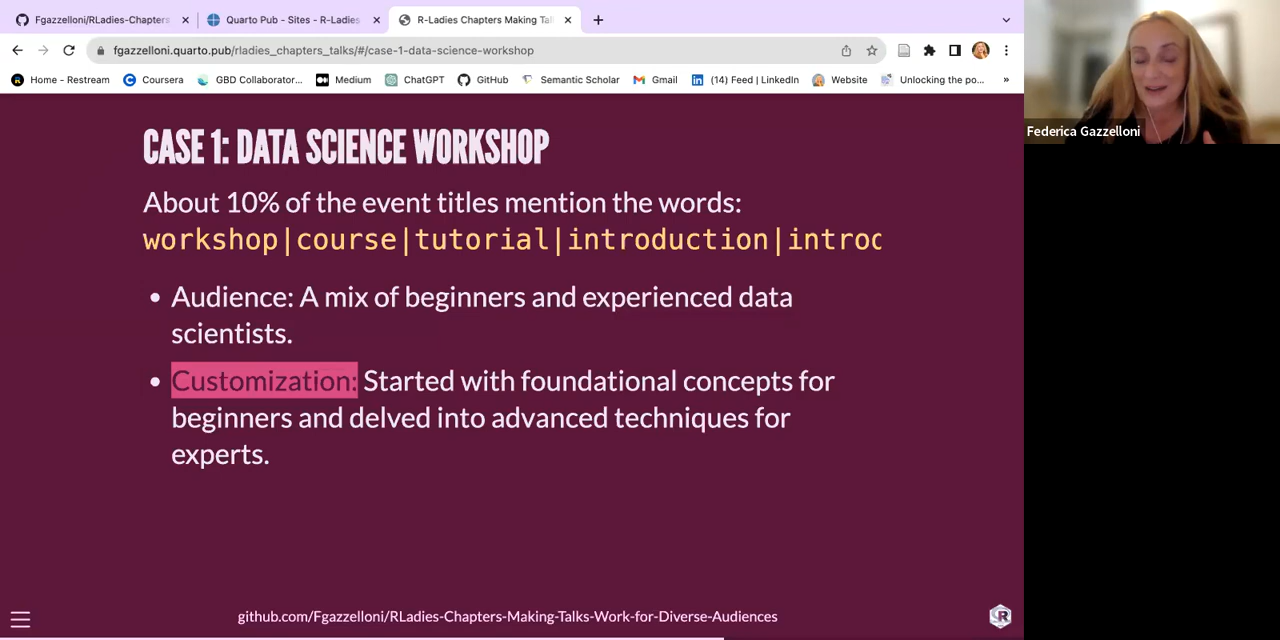 Fgazzelloni/RLadies-Chapters
Quarto Pub - Sites - R-Ladies
R-Ladies Chapters Making Tal
fgazzelloni.quarto.pub/rladies_chapters_talks/#/case-1-data-science-workshop
Home - Restream
Coursera
GBD Collaborator...
Medium
ChatGPT
GitHub
Semantic Scholar
Gmail
(14) Feed | LinkedIn
Website
Unlocking the po...
»
Federica Gazzelloni
CASE 1: DATA SCIENCE WORKSHOP
About 10% of the event titles mention the words:
workshop|course|tutorial|introduction|introd
• Audience: A mix of beginners and experienced data
scientists.
• Customization: Started with foundational concepts for
beginners and delved into advanced techniques for
experts.
github.com/Fgazzelloni/RLadies-Chapters-Making-Talks-Work-for-Diverse-Audiences
R